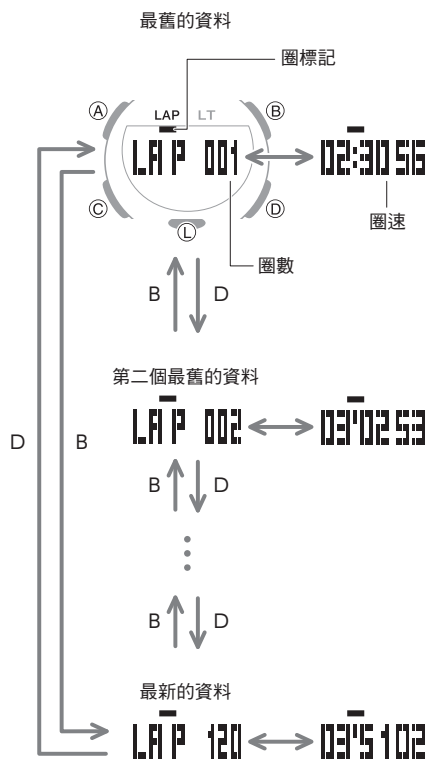 最舊的資料
圈標記
Ⓐ
LAP LT
Ⓑ
LAP 001
02:30 56
Ⓒ
Ⓓ
Ⓛ
圈速
圈數
B D
第二個最舊的資料
LAP 002
03'02 53
D B
B D
B D
最新的資料
LAP 120
03'51 02